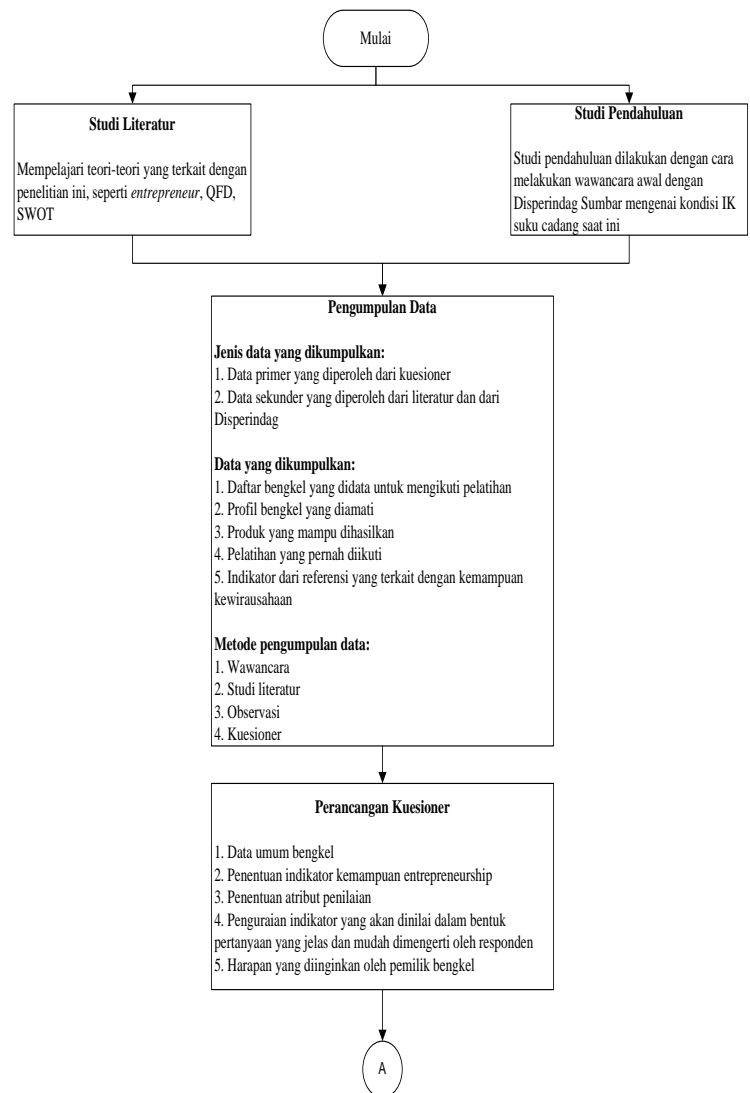 Mulai
Studi Literatur
Mempelajari teori-teori yang terkait dengan
penelitian ini, seperti entrepreneur, QFD,
SWOT
Studi Pendahuluan
Studi pendahuluan dilakukan dengan cara
melakukan wawancara awal dengan
Disperindag Sumbar mengenai kondisi IK
suku cadang saat ini
Pengumpulan Data
Jenis data yang dikumpulkan:
1. Data primer yang diperoleh dari kuesioner
2. Data sekunder yang diperoleh dari literatur dan dari
Disperindag
Data yang dikumpulkan:
1. Daftar bengkel yang didata untuk mengikuti pelatihan
2. Profil bengkel yang diamati
3. Produk yang mampu dihasilkan
4. Pelatihan yang pernah diikuti
5. Indikator dari referensi yang terkait dengan kemampuan
kewirausahaan
Metode pengumpulan data:
1. Wawancara
2. Studi literatur
3. Observasi
4. Kuesioner
Perancangan Kuesioner
1. Data umum bengkel
2. Penentuan indikator kemampuan entrepreneurship
3. Penentuan atribut penilaian
4. Penguraian indikator yang akan dinilai dalam bentuk
pertanyaan yang jelas dan mudah dimengerti oleh responden
5. Harapan yang diinginkan oleh pemilik bengkel
A